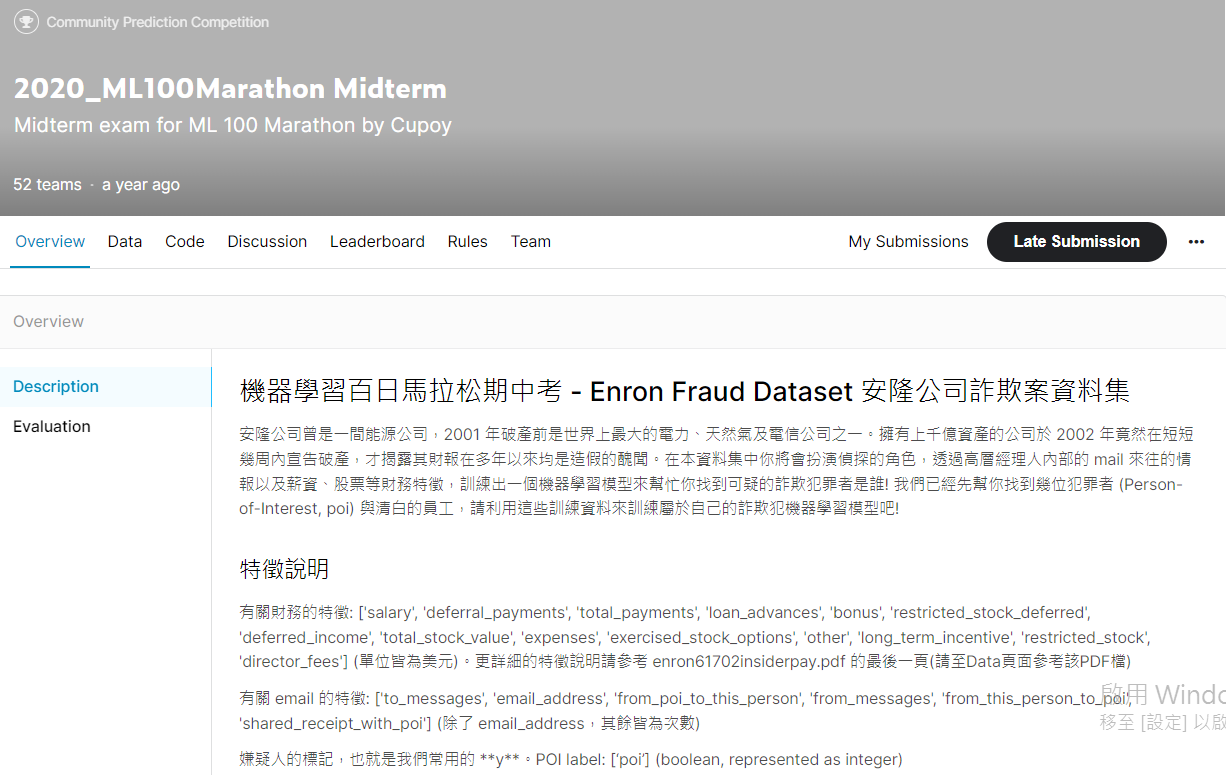 Community Prediction Competition
2020_ML100Marathon Midterm
Midterm exam for ML 100 Marathon by Cupoy
52 teams · a year ago
Overview Data Code Discussion Leaderboard Rules Team My Submissions Late Submission
Overview
Description
Evaluation
機器學習百日馬拉松期中考 - Enron Fraud Dataset 安隆公司詐欺案資料集
安隆公司曾是一間能源公司，2001 年破產前是世界上最大的電力、天然氣及電信公司之一。擁有上千億資產的公司於 2002 年竟然在短短
幾周內宣告破產，才揭露其財報在多年以來均是造假的醜聞。在本資料集中你將會扮演偵探的角色，透過高層經理人內部的 mail 來往的情
報以及薪資、股票等財務特徵，訓練出一個機器學習模型來幫忙你找到可疑的詐欺犯罪者是誰! 我們已經先幫你找到幾位犯罪者 (Person-
of-Interest, poi) 與清白的員工，請利用這些訓練資料來訓練屬於自己的詐欺犯機器學習模型吧!
特徵說明
有關財務的特徵: ['salary', 'deferral_payments', 'total_payments', 'loan_advances', 'bonus', 'restricted_stock_deferred',
'deferred_income', 'total_stock_value', 'expenses', 'exercised_stock_options', 'other', 'long_term_incentive', 'restricted_stock',
'director_fees'] (單位皆為美元)。更詳細的特徵說明請參考 enron61702insiderpay.pdf 的最後一頁(請至Data頁面參考該PDF檔)
有關 email 的特徵: ['to_messages', 'email_address', 'from_poi_to_this_person', 'from_messages', 'from_this_person_to_poi',
'shared_receipt_with_poi'] (除了 email_address，其餘皆為次數)
嫌疑人的標記，也就是我們常用的 **y**。POI label: [‘poi’] (boolean, represented as integer)
啟用 Windo
移至 [設定] 以啟